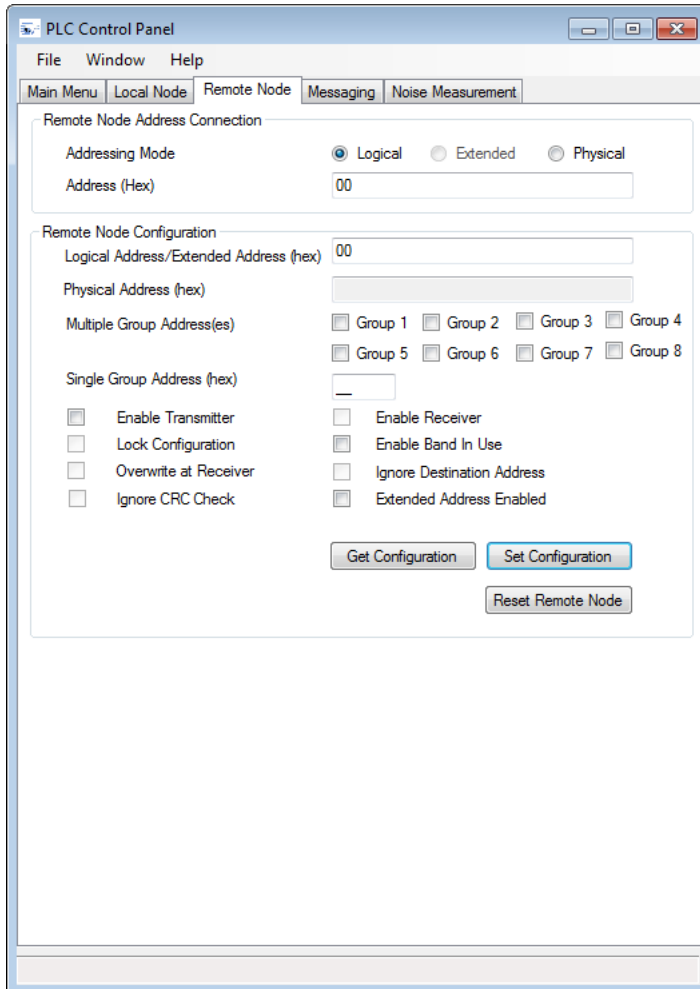 PLC Control Panel
File Window Help
Main Menu Local Node Remote Node Messaging Noise Measurement
Remote Node Address Connection
Addressing Mode Logical Extended Physical
Address (Hex) 00
Remote Node Configuration
Logical Address/Extended Address (hex) 00
Physical Address (hex)
Multiple Group Address(es) Group 1 Group 2 Group 3 Group 4
Group 5 Group 6 Group 7 Group 8
Single Group Address (hex) __
Enable Transmitter Enable Receiver
Lock Configuration Enable Band In Use
Overwrite at Receiver Ignore Destination Address
Ignore CRC Check Extended Address Enabled
Get Configuration Set Configuration
Reset Remote Node